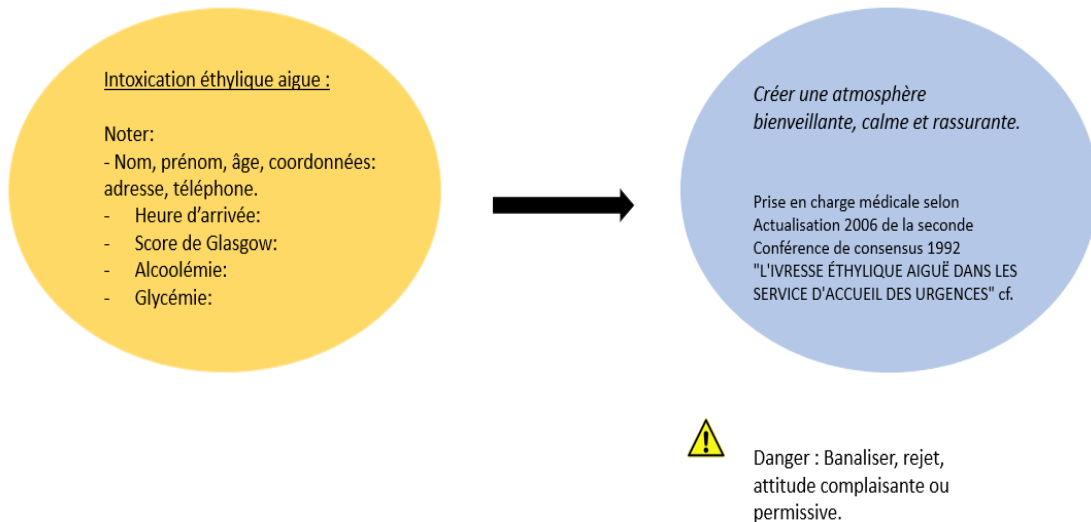 Intoxication éthylique aigue :
Noter:
- Nom, prénom, âge, coordonnées:
adresse, téléphone.
- Heure d’arrivée:
- Score de Glasgow:
- Alcoolémie:
- Glycémie:
Créer une atmosphère
bienveillante, calme et rassurante.
Prise en charge médicale selon
Actualisation 2006 de la seconde
Conférence de consensus 1992
"L'IVRESSE ÉTHYLIQUE AIGUË DANS LES
SERVICE D'ACCUEIL DES URGENCES" cf.
Danger : Banaliser, rejet,
attitude complaisante ou
permissive.